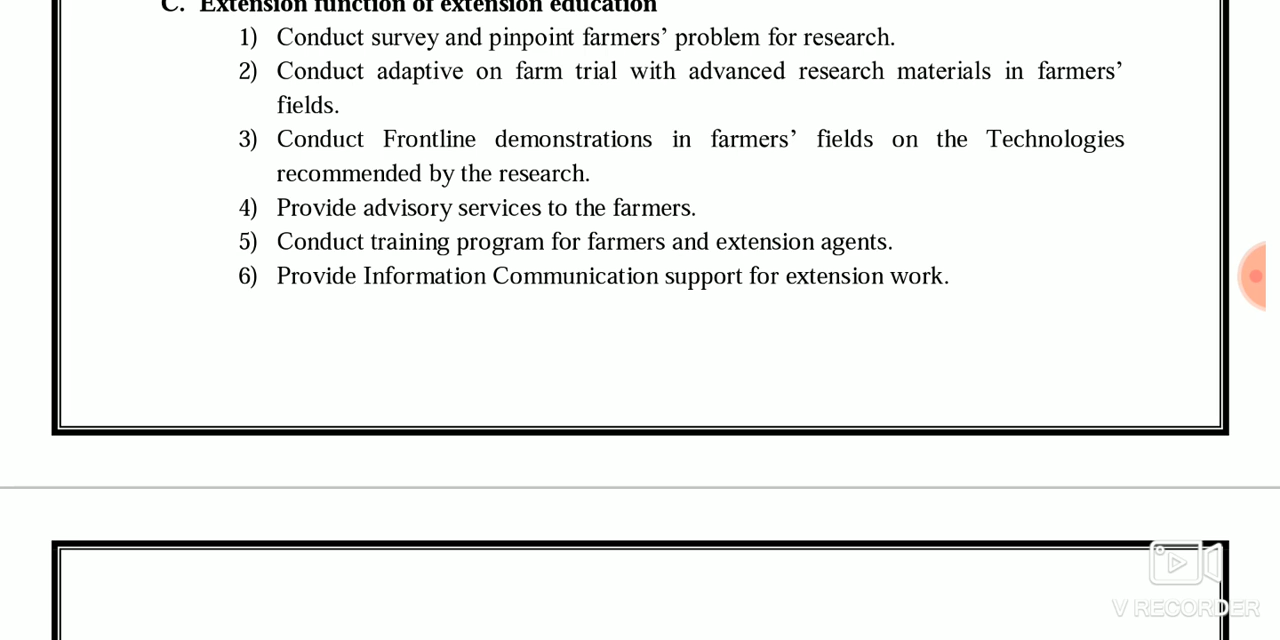 C. Extension function of extension education
1) Conduct survey and pinpoint farmers’ problem for research.
2) Conduct adaptive on farm trial with advanced research materials in farmers’
fields.
3) Conduct Frontline demonstrations in farmers’ fields on the Technologies
recommended by the research.
4) Provide advisory services to the farmers.
5) Conduct training program for farmers and extension agents.
6) Provide Information Communication support for extension work.
V RECORDER